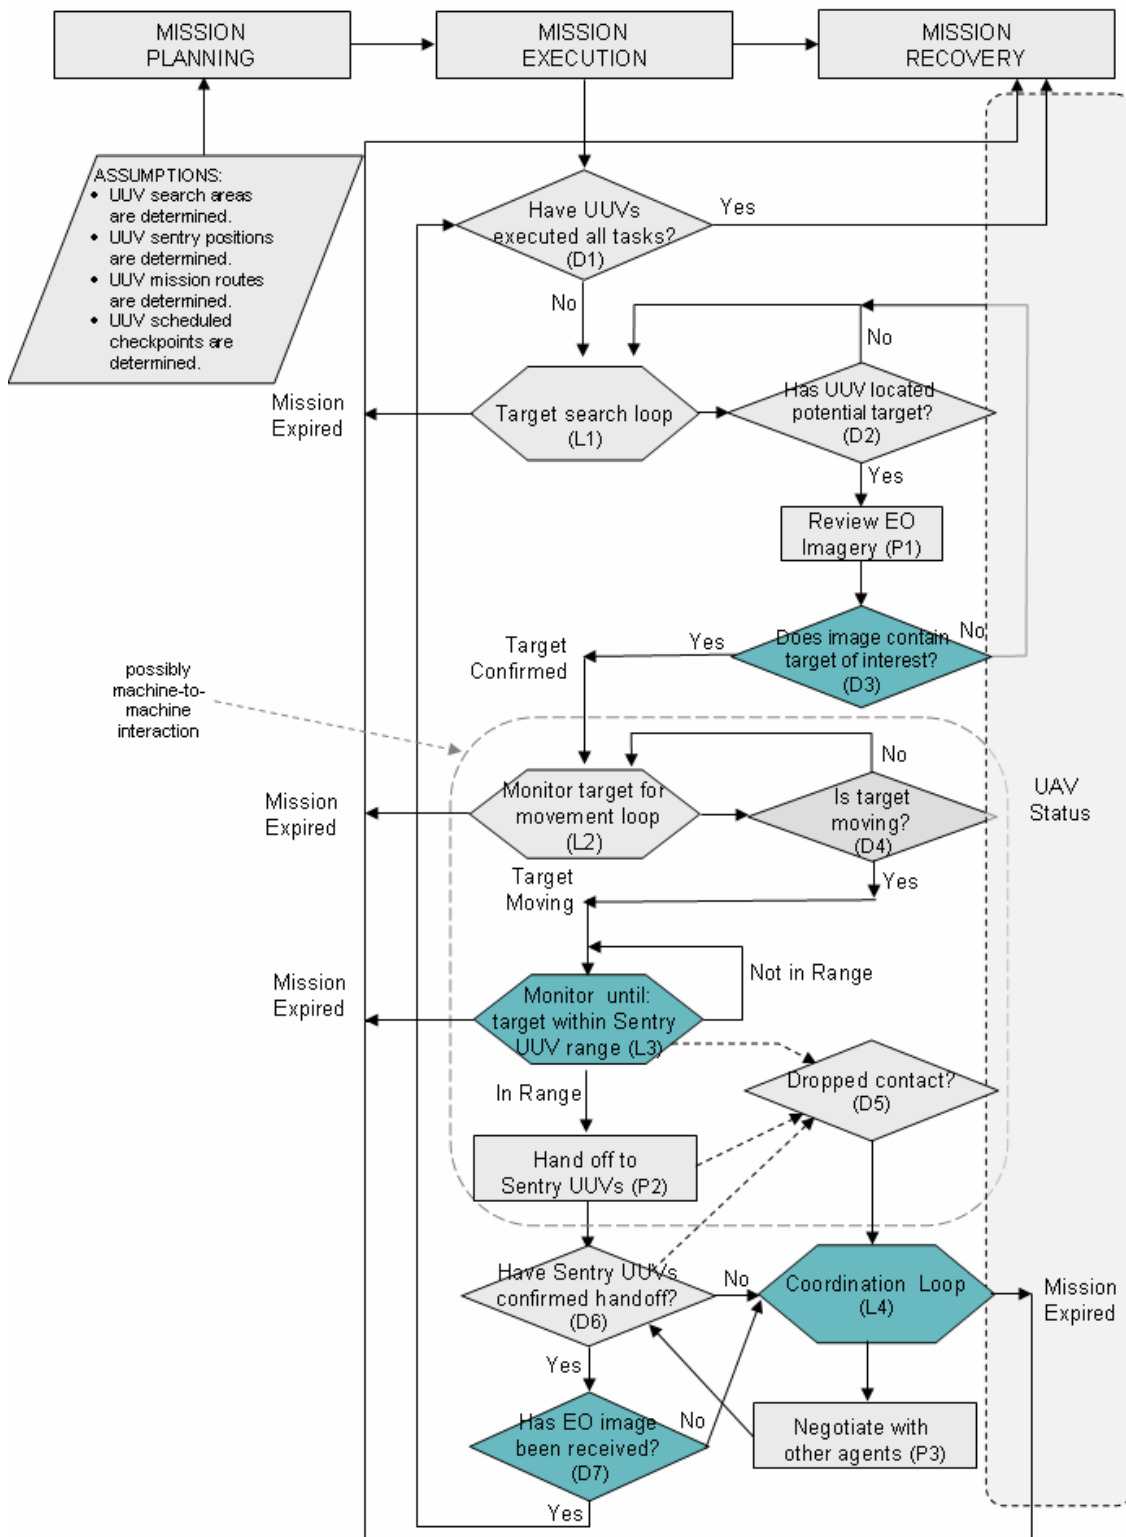 MISSION
PLANNING
MISSION
EXECUTION
MISSION
RECOVERY
ASSUMPTIONS:
• UUV search areas
are determined.
• UUV sentry positions
are determined.
• UUV mission routes
are determined.
• UUV scheduled
checkpoints are
determined.
Have UUVs
executed all tasks?
(D1)
Yes
No
Mission
Expired
Target search loop
(L1)
No
Has UUV located
potential target?
(D2)
Yes
Review EO
Imagery (P1)
Target
Confirmed
Yes
Does image contain
target of interest?
(D3)
No
possibly
machine-to-
machine
interaction
Mission
Expired
Monitor target for
movement loop
(L2)
No
Is target
moving?
(D4)
UAV
Status
Target
Moving
Yes
Not in Range
Mission
Expired
Monitor until:
target within Sentry
UUV range (L3)
Dropped contact?
(D5)
In Range
Hand off to
Sentry UUVs (P2)
Have Sentry UUVs
confirmed handoff?
(D6)
No
Coordination Loop
(L4)
Mission
Expired
Yes
Has EO image
been received?
(D7)
No
Negotiate with
other agents (P3)
Yes